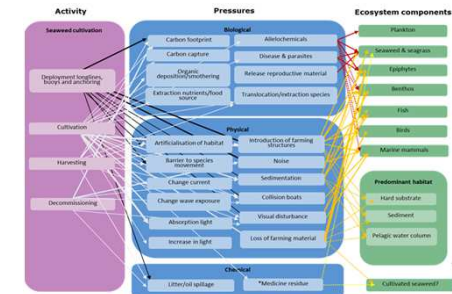 Activity
Pressures
Ecosystem components
Seaweed cultivation
Deployment longlines,
buoys and anchoring
Cultivation
Harvesting
Decommissioning
Biological
Carbon footprint
Carbon capture
Organic
deposition/smothering
Extraction nutrients/food
source
Allelochemicals
Disease & parasites
Release reproductive material
Translocation/extraction species
Physical
Artificialisation of habitat
Barrier to species
movement
Change current
Change wave exposure
Absorption light
Increase in light
Introduction of farming
structures
Noise
Sedimentation
Collision boats
Visual disturbance
Loss of farming material
Chemical
Litter/oil spillage
*Medicine residue
Plankton
Seaweed & seagrass
Epiphytes
Benthos
Fish
Birds
Marine mammals
Predominant habitat
Hard substrate
Sediment
Pelagic water column
Cultivated seaweed?